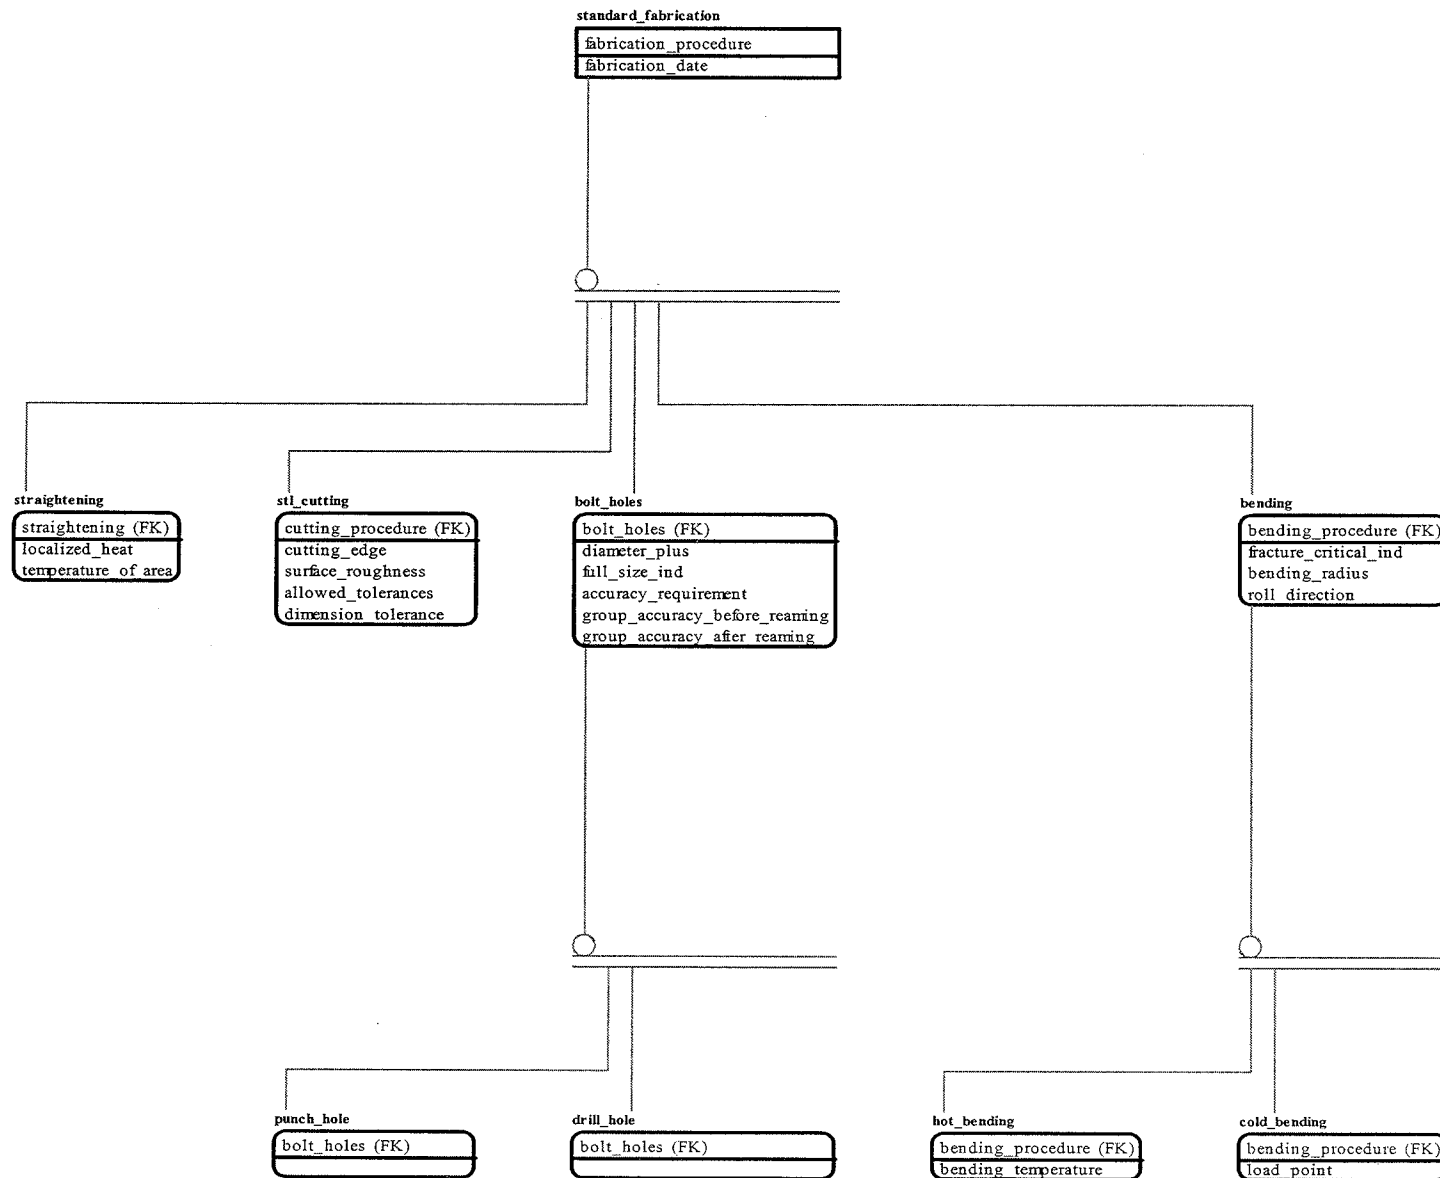 standard_fabrication
fabrication_procedure
fabrication_date
straightening
straightening (FK)
localized_heat
temperature_of_area
stl_cutting
cutting_procedure (FK)
cutting_edge
surface_roughness
allowed_tolerances
dimension_tolerance
bolt_holes
bolt_holes (FK)
diameter_plus
full_size_ind
accuracy_requirement
group_accuracy_before_reaming
group_accuracy_after_reaming
bending
bending_procedure (FK)
fracture_critical_ind
bending_radius
roll_direction
punch_hole
bolt_holes (FK)
drill_hole
bolt_holes (FK)
hot_bending
bending_procedure (FK)
bending_temperature
cold_bending
bending_procedure (FK)
load_point